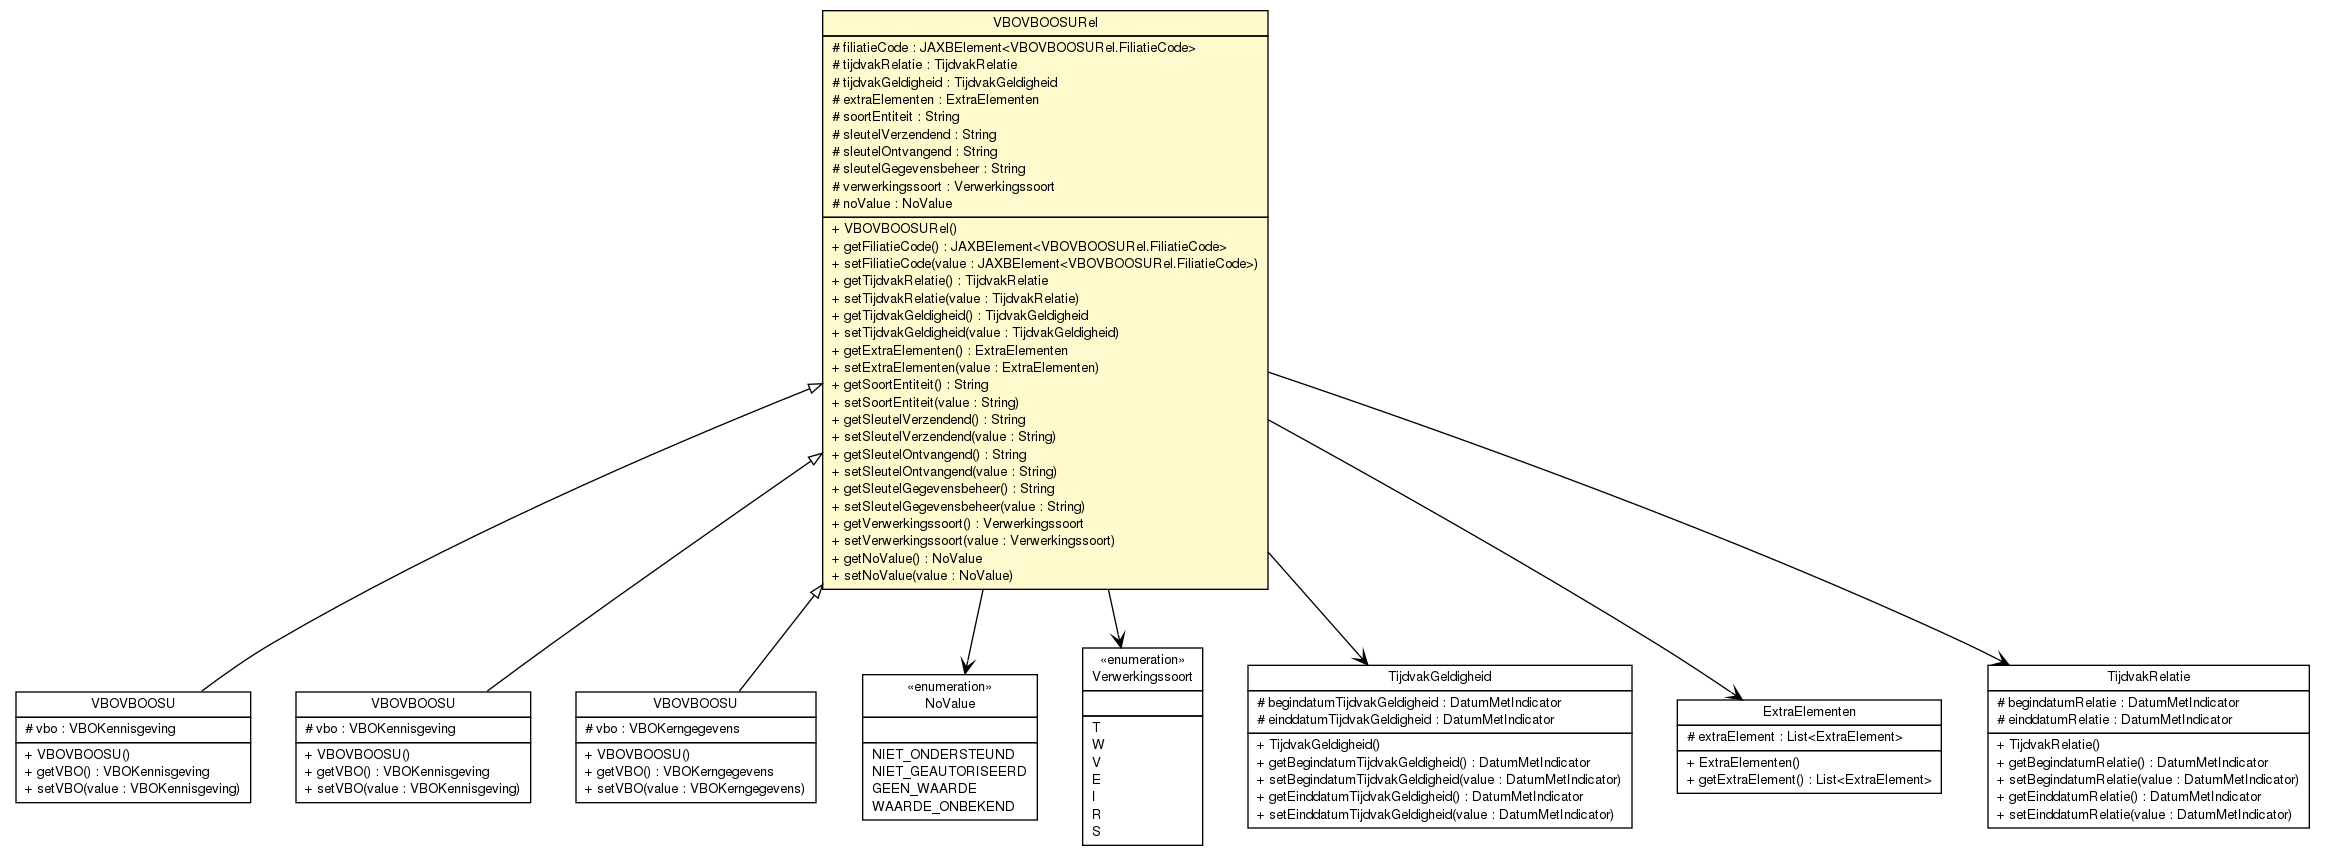 VBOVBOOSURel
# filiatieCode : JAXBElement<VBOVBOOSURel.FiliatieCode>
# tijdvakRelatie : TijdvakRelatie
# tijdvakGeldigheid : TijdvakGeldigheid
# extraElementen : ExtraElementen
# soortEntiteit : String
# sleutelVerzendend : String
# sleutelOntvangend : String
# sleutelGegevensbeheer : String
# verwerkingssoort : Verwerkingssoort
# noValue : NoValue
+ VBOVBOOSURel()
+ getFiliatieCode() : JAXBElement<VBOVBOOSURel.FiliatieCode>
+ setFiliatieCode(value : JAXBElement<VBOVBOOSURel.FiliatieCode>)
+ getTijdvakRelatie() : TijdvakRelatie
+ setTijdvakRelatie(value : TijdvakRelatie)
+ getTijdvakGeldigheid() : TijdvakGeldigheid
+ setTijdvakGeldigheid(value : TijdvakGeldigheid)
+ getExtraElementen() : ExtraElementen
+ setExtraElementen(value : ExtraElementen)
+ getSoortEntiteit() : String
+ setSoortEntiteit(value : String)
+ getSleutelVerzendend() : String
+ setSleutelVerzendend(value : String)
+ getSleutelOntvangend() : String
+ setSleutelOntvangend(value : String)
+ getSleutelGegevensbeheer() : String
+ setSleutelGegevensbeheer(value : String)
+ getVerwerkingssoort() : Verwerkingssoort
+ setVerwerkingssoort(value : Verwerkingssoort)
+ getNoValue() : NoValue
+ setNoValue(value : NoValue)
VBOVBOOSU
# vbo : VBOKennisgeving
+ VBOVBOOSU()
+ getVBO() : VBOKennisgeving
+ setVBO(value : VBOKennisgeving)
VBOVBOOSU
# vbo : VBOKennisgeving
+ VBOVBOOSU()
+ getVBO() : VBOKennisgeving
+ setVBO(value : VBOKennisgeving)
VBOVBOOSU
# vbo : VBOKerngegevens
+ VBOVBOOSU()
+ getVBO() : VBOKerngegevens
+ setVBO(value : VBOKerngegevens)
«enumeration»
NoValue
NIET_ONDERSTEUND
NIET_GEAUTORISEERD
GEEN_WAARDE
WAARDE_ONBEKEND
«enumeration»
Verwerkingssoort
T
W
V
E
I
R
S
TijdvakGeldigheid
# begindatumTijdvakGeldigheid : DatumMetIndicator
# einddatumTijdvakGeldigheid : DatumMetIndicator
+ TijdvakGeldigheid()
+ getBegindatumTijdvakGeldigheid() : DatumMetIndicator
+ setBegindatumTijdvakGeldigheid(value : DatumMetIndicator)
+ getEinddatumTijdvakGeldigheid() : DatumMetIndicator
+ setEinddatumTijdvakGeldigheid(value : DatumMetIndicator)
ExtraElementen
# extraElement : List<ExtraElement>
+ ExtraElementen()
+ getExtraElement() : List<ExtraElement>
TijdvakRelatie
# begindatumRelatie : DatumMetIndicator
# einddatumRelatie : DatumMetIndicator
+ TijdvakRelatie()
+ getBegindatumRelatie() : DatumMetIndicator
+ setBegindatumRelatie(value : DatumMetIndicator)
+ getEinddatumRelatie() : DatumMetIndicator
+ setEinddatumRelatie(value : DatumMetIndicator)